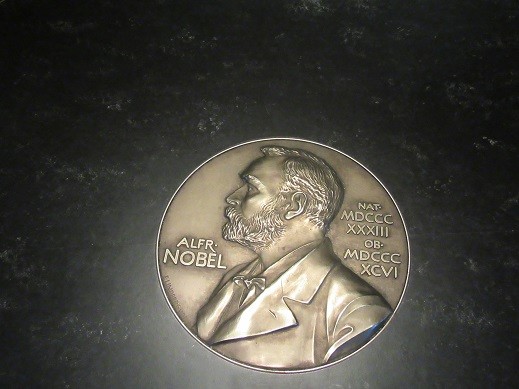 ALFR·
NOBEL
NAT·
MDCCC
XXXIII
OB·
MDCCC
XCVI